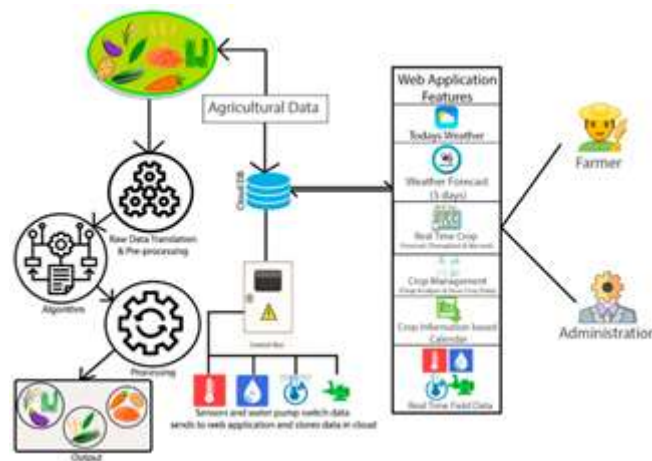 Agricultural Data
Cloud DB
Raw Data Translation
& Pre-processing
Algorithm
Processing
Output
Control Box
Sensors and water pump switch data
sends to web application and stores data in cloud
Web Application
Features
Todays Weather
Weather Forecast
(5 days)
Real Time Crop
Crop Management
Crop Information based
Calendar
Real Time Field Data
Farmer
Administration